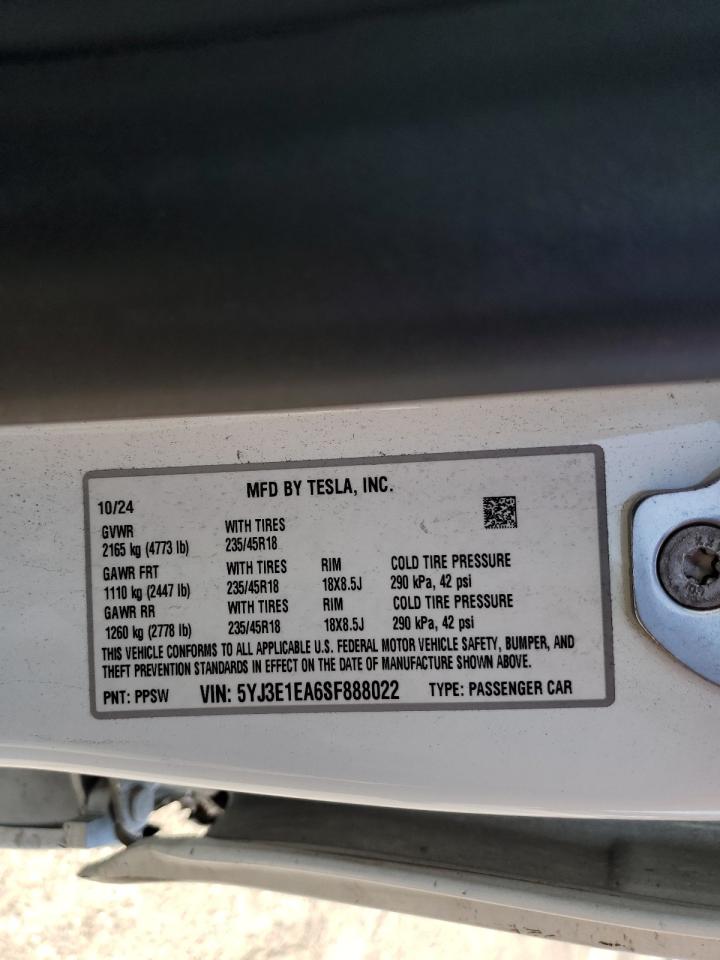 MFD BY TESLA, INC.
10/24
GVWR WITH TIRES
2165 kg (4773 lb) 235/45R18
GAWR FRT WITH TIRES RIM COLD TIRE PRESSURE
1110 kg (2447 lb) 235/45R18 18X8.5J 290 kPa, 42 psi
GAWR RR WITH TIRES RIM COLD TIRE PRESSURE
1260 kg (2778 lb) 235/45R18 18X8.5J 290 kPa, 42 psi
THIS VEHICLE CONFORMS TO ALL APPLICABLE U.S. FEDERAL MOTOR VEHICLE SAFETY, BUMPER, AND
THEFT PREVENTION STANDARDS IN EFFECT ON THE DATE OF MANUFACTURE SHOWN ABOVE.
PNT: PPSW VIN: 5YJ3E1EA6SF888022 TYPE: PASSENGER CAR